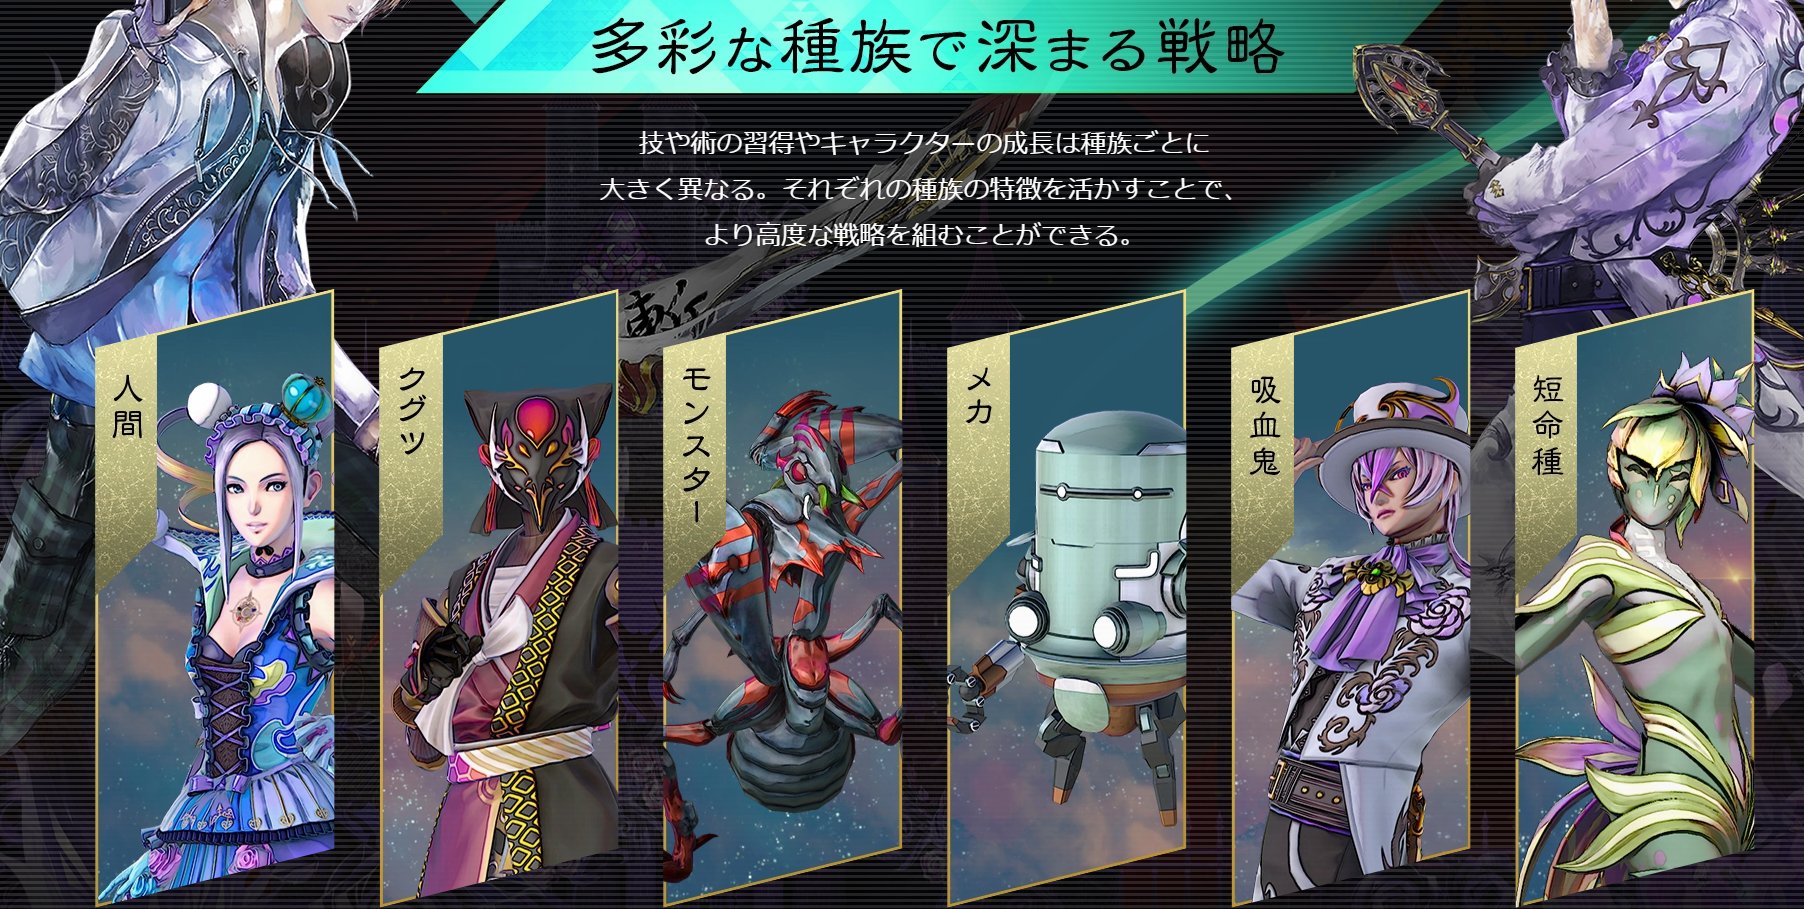 多彩な種族で深まる戦略
技や術の習得やキャラクターの成長は種族ごとに
大きく異なる。それぞれの種族の特徴を活かすことで、
より高度な戦略を組むことができる。
斬
人間
クグツ
モンスター
メカ
吸血鬼
短命種